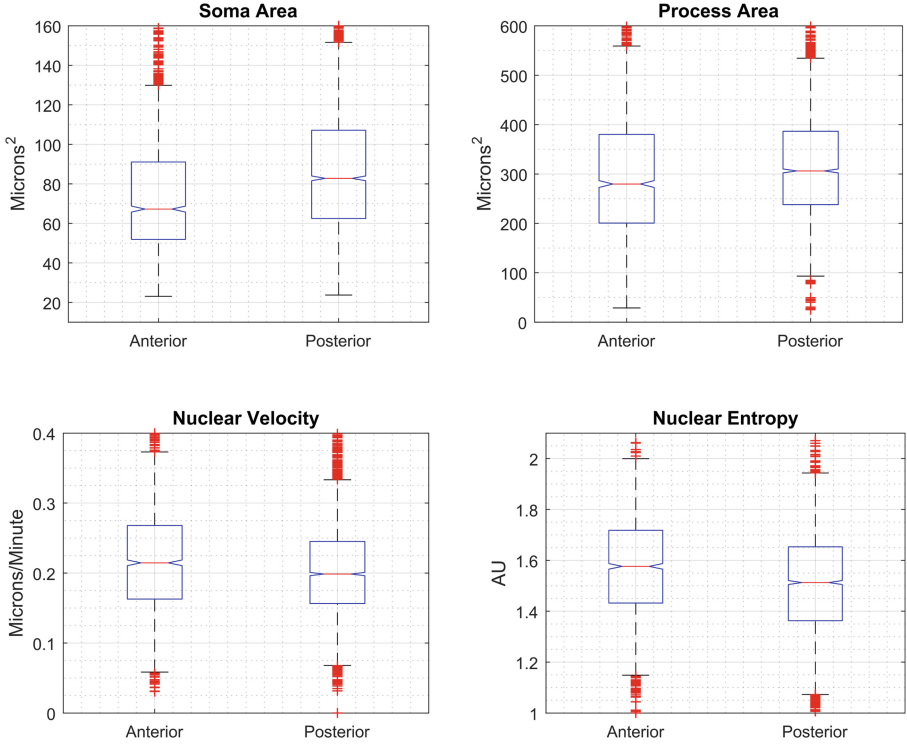 Soma Area
160
140
120
100
80
60
40
20
Microns2
Anterior
Posterior
Process Area
600
500
400
300
200
100
0
Microns2
Anterior
Posterior
Nuclear Velocity
0.4
0.3
0.2
0.1
0
Microns/Minute
Anterior
Posterior
Nuclear Entropy
2
1.8
1.6
1.4
1.2
1
AU
Anterior
Posterior